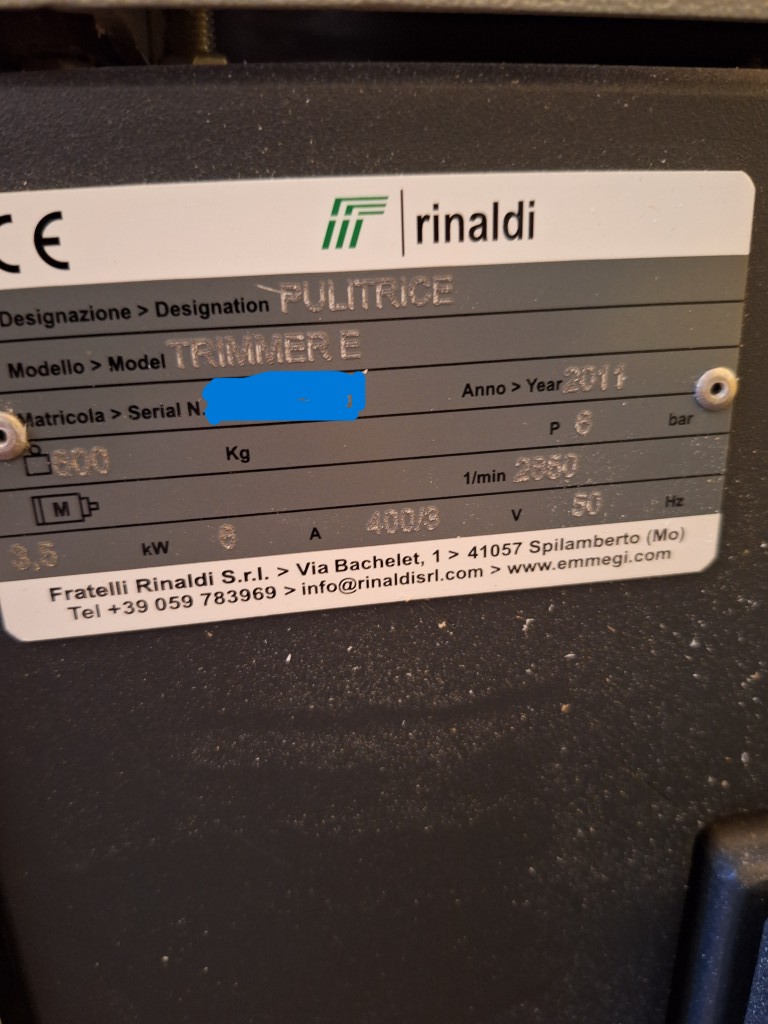 CE
rinaldi
Designazione > Designation PULITRICE
Modello > Model TRIMMER E
Matricola > Serial N. Anno > Year 2011
600 Kg P 6 bar
M 1/min
3,5 kW 6 A 400/3 V 50 Hz
Fratelli Rinaldi S.r.l. > Via Bachelet, 1 > 41057 Spilamberto (Mo)
Tel +39 059 783969 > info@rinaldisrl.com > www.emmegi.com